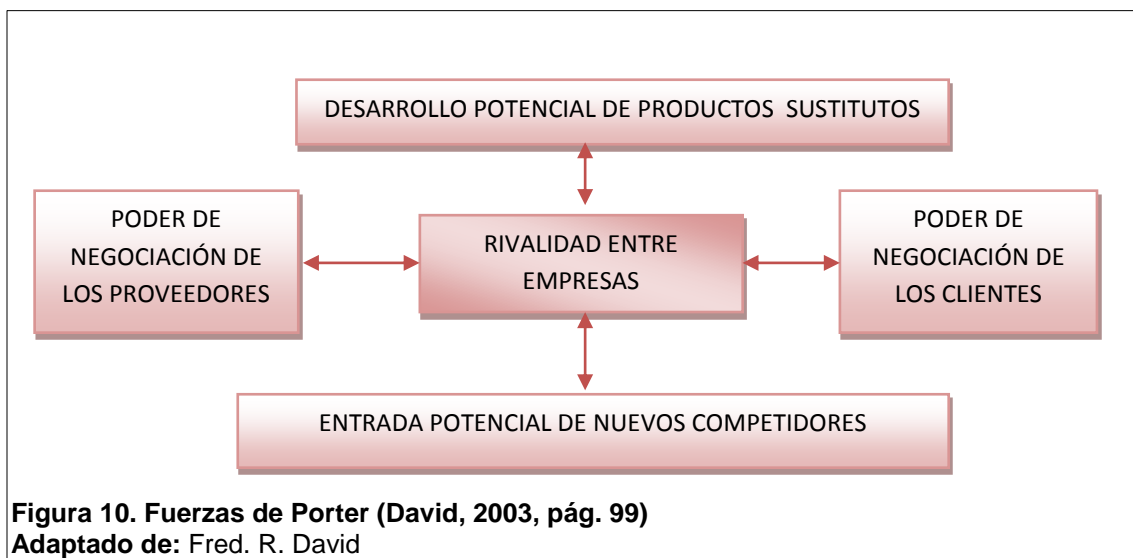 DESARROLLO POTENCIAL DE PRODUCTOS SUSTITUTOS
PODER DE
NEGOCIACIÓN DE
LOS PROVEEDORES
RIVALIDAD ENTRE
EMPRESAS
PODER DE
NEGOCIACIÓN DE
LOS CLIENTES
ENTRADA POTENCIAL DE NUEVOS COMPETIDORES
Figura 10. Fuerzas de Porter (David, 2003, pág. 99)
Adaptado de: Fred. R. David